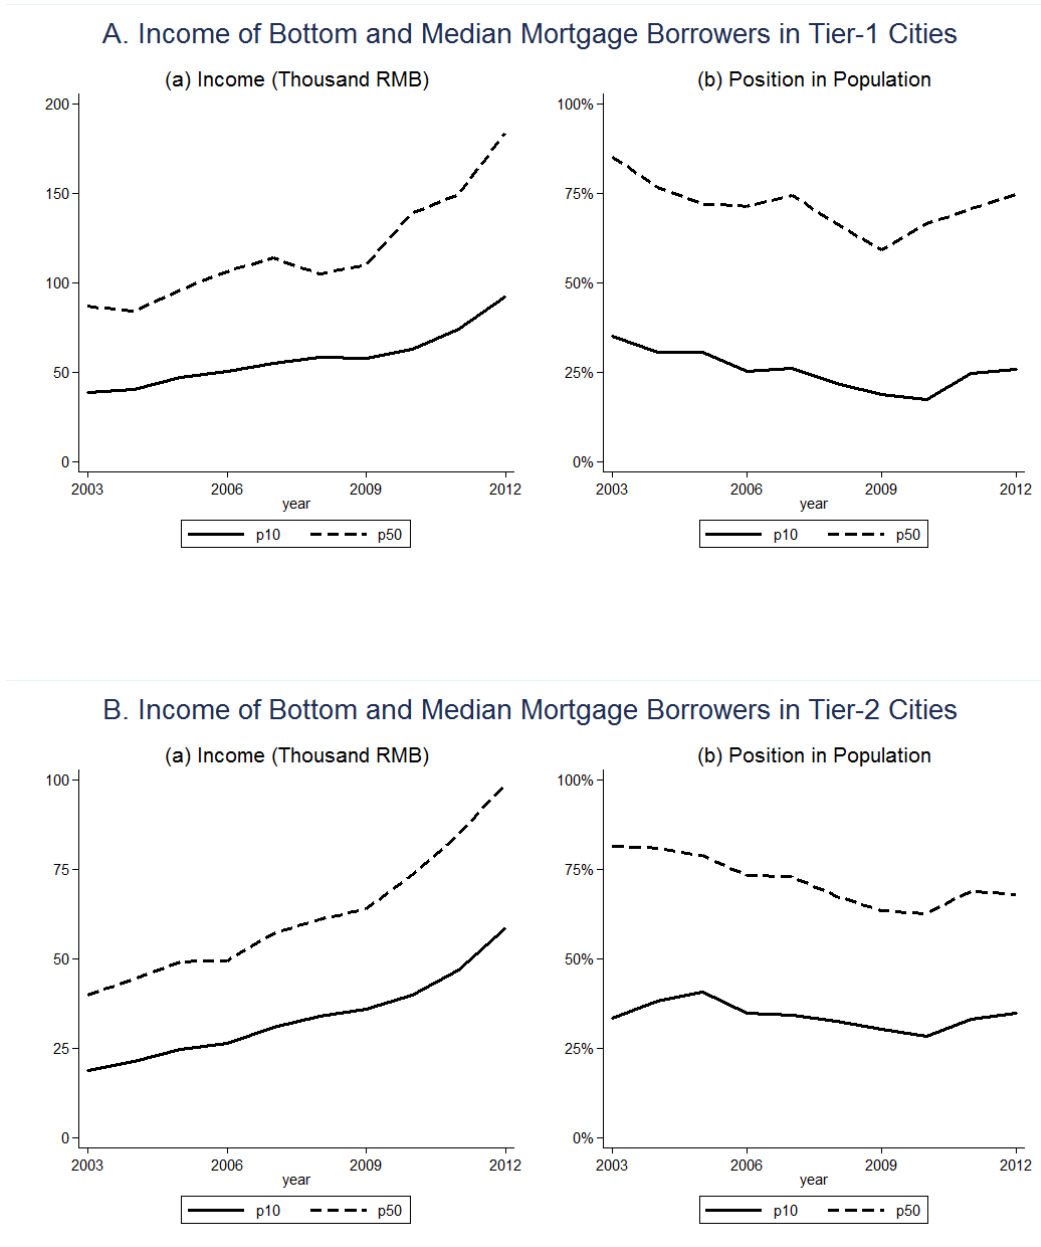 A. Income of Bottom and Median Mortgage Borrowers in Tier-1 Cities
(a) Income (Thousand RMB)
200
150
100
50
0
2003 2006 2009 2012
year
p10 p50
(b) Position in Population
100%
75%
50%
25%
0%
2003 2006 2009 2012
year
p10 p50
B. Income of Bottom and Median Mortgage Borrowers in Tier-2 Cities
(a) Income (Thousand RMB)
100
75
50
25
0
2003 2006 2009 2012
year
p10 p50
(b) Position in Population
100%
75%
50%
25%
0%
2003 2006 2009 2012
year
p10 p50